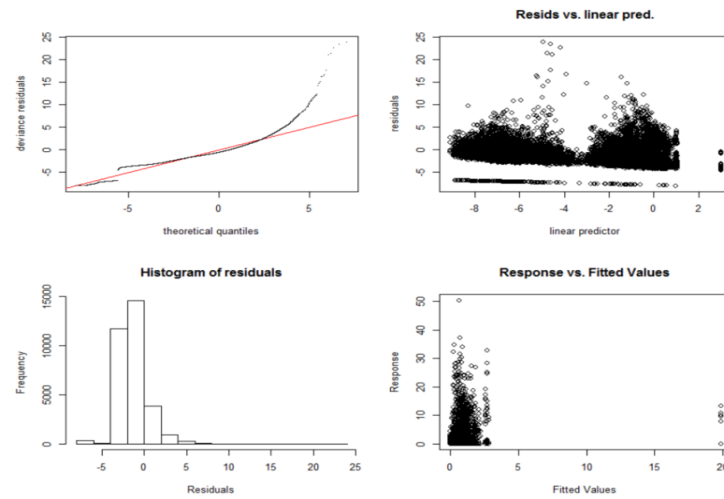 deviance residuals
25
20
15
10
5
0
-5
-5 0 5
theoretical quantiles
Resids vs. linear pred.
residuals
25
20
15
10
5
0
-5
-8 -6 -4 -2 0 2
linear predictor
Histogram of residuals
Frequency
15000
10000
5000
0
-5 0 5 10 15 20 25
Residuals
Response vs. Fitted Values
Response
50
40
30
20
10
0
0 5 10 15 20
Fitted Values